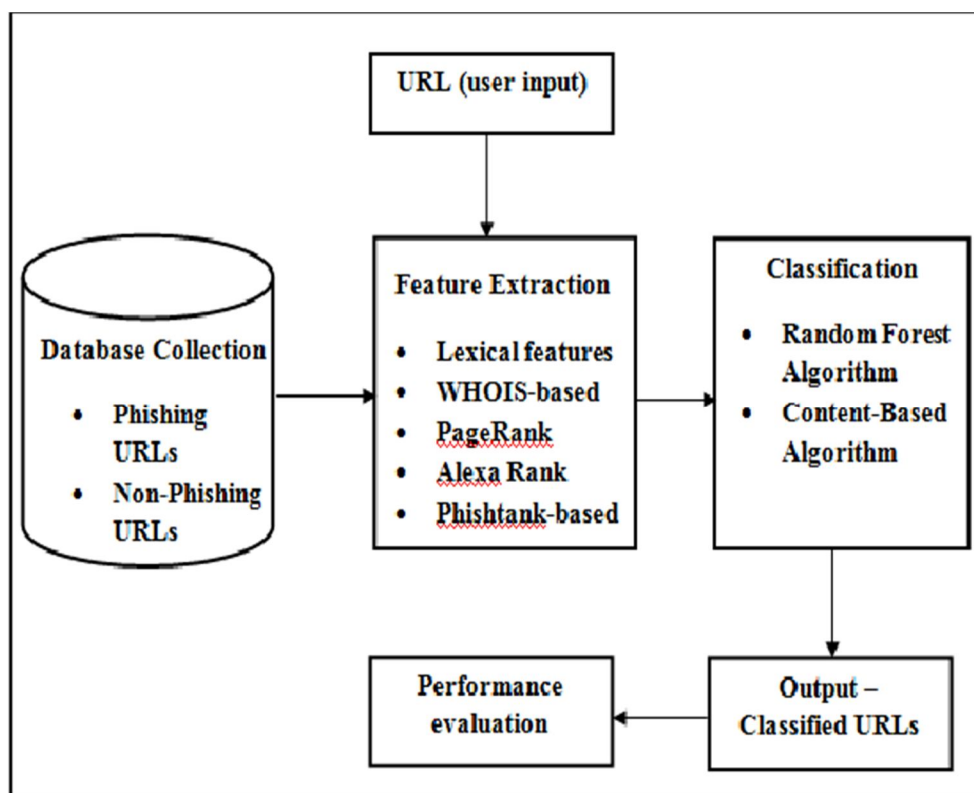 URL (user input)
Database Collection
• Phishing
URLs
• Non-Phishing
URLs
Feature Extraction
• Lexical features
• WHOIS-based
• PageRank
• Alexa Rank
• Phishtank-based
Classification
• Random Forest
Algorithm
• Content-Based
Algorithm
Performance
evaluation
Output –
Classified URLs